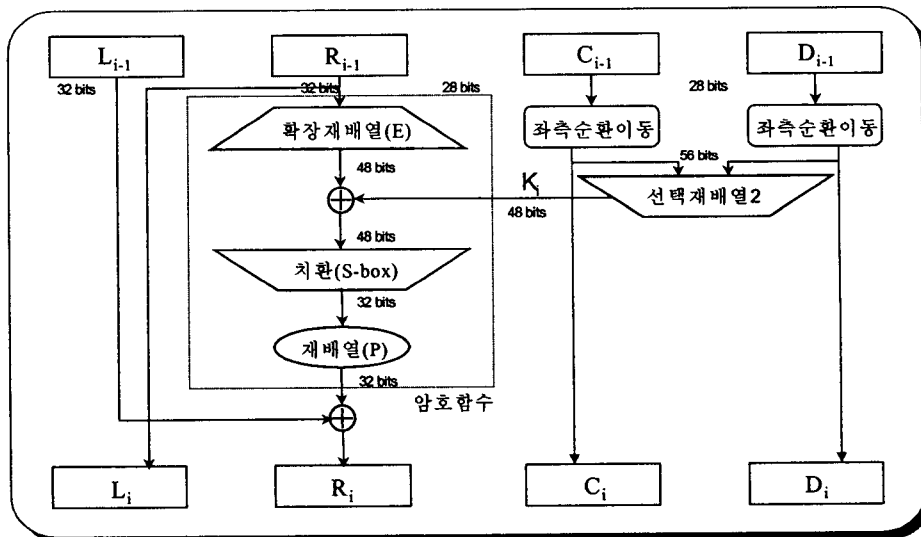 L i-1
R i-1
C i-1
D i-1
32 bits
32 bits
28 bits
28 bits
확장재배열(E)
좌측순환이동
좌측순환이동
48 bits
56 bits
K i
48 bits
선택재배열2
48 bits
치환(S-box)
32 bits
재배열(P)
32 bits
암호함수
L i
R i
C i
D i